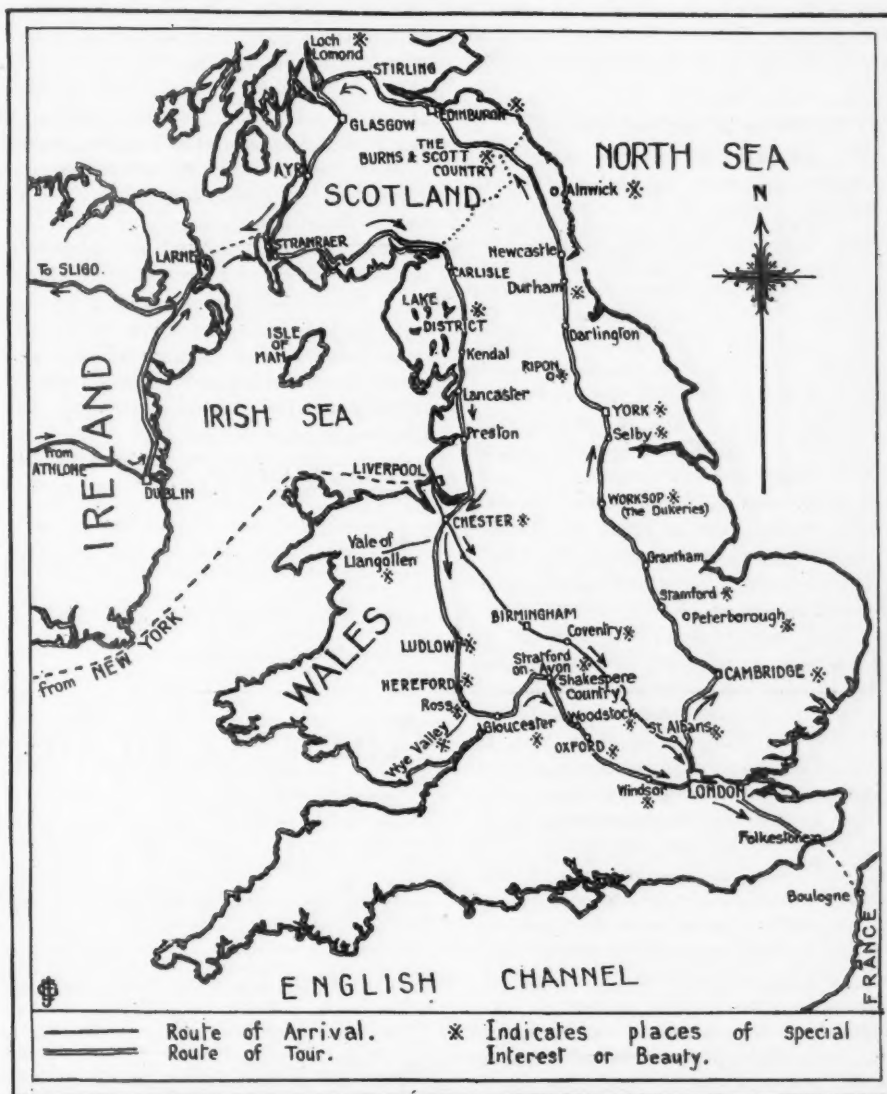 Loch ※
Lomond
STIRLING
EDINBURGH ※
GLASGOW
THE
BURNS & SCOTT ※
COUNTRY
NORTH SEA
AYR
SCOTLAND
Alnwick ※
N
STRANRAER
LARNE
Newcastle
To SLIGO.
CARLISLE
Durham ※
LAKE ※
DISTRICT
ISLE
OF
MAN
Darlington
Kendal
RIPON ※
Lancaster
YORK ※
IRISH SEA
Selby ※
Preston
IRELAND
from
ATHLONE
DUBLIN
LIVERPOOL
WORKSOP ※
(The Dukeries)
CHESTER ※
Vale of
Llangollen
※
Grantham
Stamford ※
Peterborough
※
BIRMINGHAM
Coventry ※
LUDLOW ※
WALES
from NEW YORK
Stratford
on Avon ※
※ Shakespere
Country)
CAMBRIDGE ※
HEREFORD ※
Ross
※
Gloucester
※
Woodstock ※
St Albans ※
Wye Valley
※
OXFORD ※
Windsor
※
LONDON
Folkestone
Boulogne
FRANCE
ENGLISH CHANNEL
Route of Arrival.
Route of Tour.
※ Indicates places of special
Interest or Beauty.